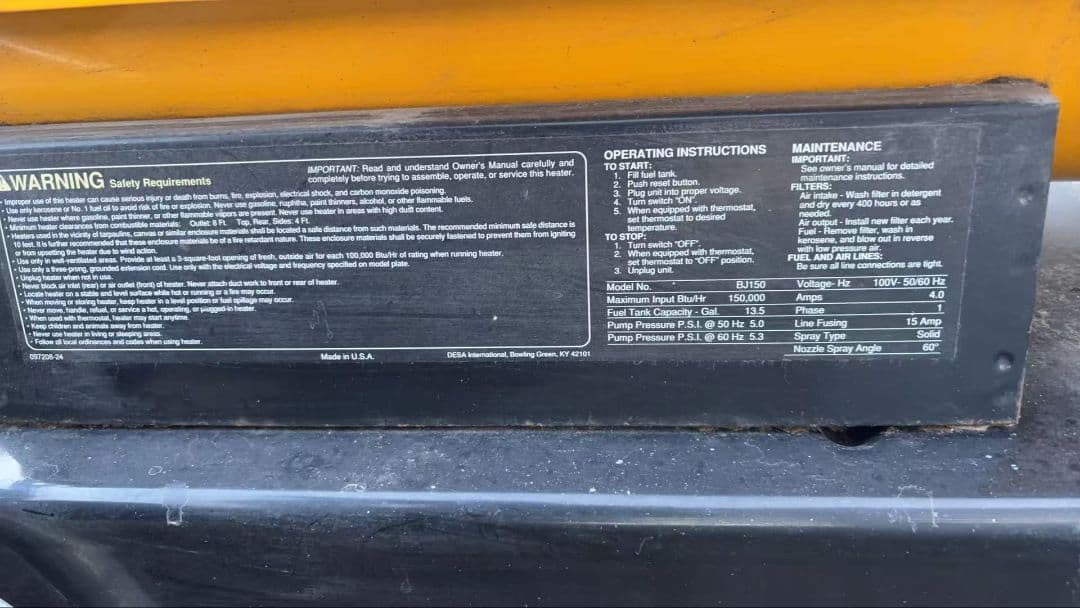 WARNING Safety Requirements
IMPORTANT: Read and understand Owner's Manual carefully and
completely before trying to assemble, operate, or service this heater.
• Improper use of this heater can cause serious injury or death from burns, fire, explosion, electrical shock, and carbon monoxide poisoning.
• Use only kerosene or No. 1 fuel oil to avoid risk of fire or explosion. Never use gasoline, naphtha, paint thinners, alcohol, or other flammable fuels.
• Never use heater where gasoline, paint thinner, or other flammable vapors are present. Never use heater in areas with high dust content.
• Minimum heater clearances from combustible materials: Outlet: 8 Ft. Top, Rear, Sides: 4 Ft.
• Heaters used in the vicinity of tarpaulins, canvas or similar enclosure materials shall be located a safe distance from such materials. The recommended minimum safe distance is
10 feet. It is further recommended that these enclosure materials be of a fire retardant nature. These enclosure materials shall be securely fastened to prevent them from igniting
or from upsetting the heater due to wind action.
• Use only in well-ventilated areas. Provide at least a 3-square-foot opening of fresh, outside air for each 100,000 Btu/Hr of rating when running heater.
• Use only a three-prong, grounded extension cord. Use only with the electrical voltage and frequency specified on model plate.
• Unplug heater when not in use.
• Never block air inlet (rear) or air outlet (front) of heater. Never attach duct work to front or rear of heater.
• Locate heater on a stable and level surface while hot or running or a fire may occur.
• When moving or storing heater, keep heater in a level position or fuel spillage may occur.
• Never move, handle, refuel, or service a hot, operating, or plugged-in heater.
• When used with thermostat, heater may start anytime.
• Keep children and animals away from heater.
• Never use heater in living or sleeping areas.
• Follow all local ordinances and codes when using heater.
097208-24 Made in U.S.A. DESA International, Bowling Green, KY 42101
OPERATING INSTRUCTIONS
TO START:
1. Fill fuel tank.
2. Push reset button.
3. Plug unit into proper voltage.
4. Turn switch "ON".
5. When equipped with thermostat,
set thermostat to desired
temperature.
TO STOP:
1. Turn switch "OFF".
2. When equipped with thermostat,
set thermostat to "OFF" position.
3. Unplug unit.
MAINTENANCE
IMPORTANT:
See owner's manual for detailed
maintenance instructions.
FILTERS:
Air intake - Wash filter in detergent
and dry every 400 hours or as
needed.
Air output - Install new filter each year.
Fuel - Remove filter, wash in
kerosene, and blow out in reverse
with low pressure air.
FUEL AND AIR LINES:
Be sure all line connections are tight.
Model No. BJ150
Maximum Input Btu/Hr 150,000
Fuel Tank Capacity - Gal. 13.5
Pump Pressure P.S.I. @ 50 Hz 5.0
Pump Pressure P.S.I. @ 60 Hz 5.3
Voltage- Hz 100V- 50/60 Hz
Amps 4.0
Phase 1
Line Fusing 15 Amp
Spray Type Solid
Nozzle Spray Angle 60°